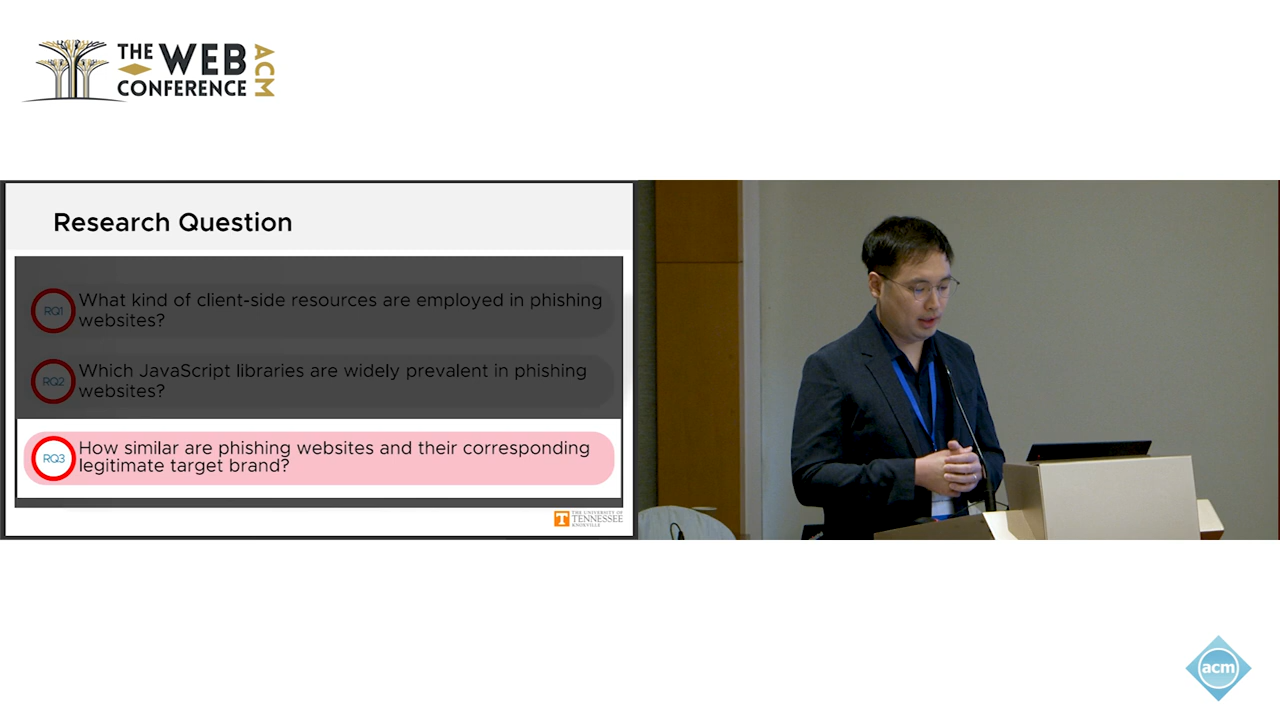 THE WEB
CONFERENCE
ACM
Research Question
RQ1
What kind of client-side resources are employed in phishing
websites?
RQ2
Which JavaScript libraries are widely prevalent in phishing
websites?
RQ3
How similar are phishing websites and their corresponding
legitimate target brand?
T
THE UNIVERSITY OF
TENNESSEE
KNOXVILLE
acm